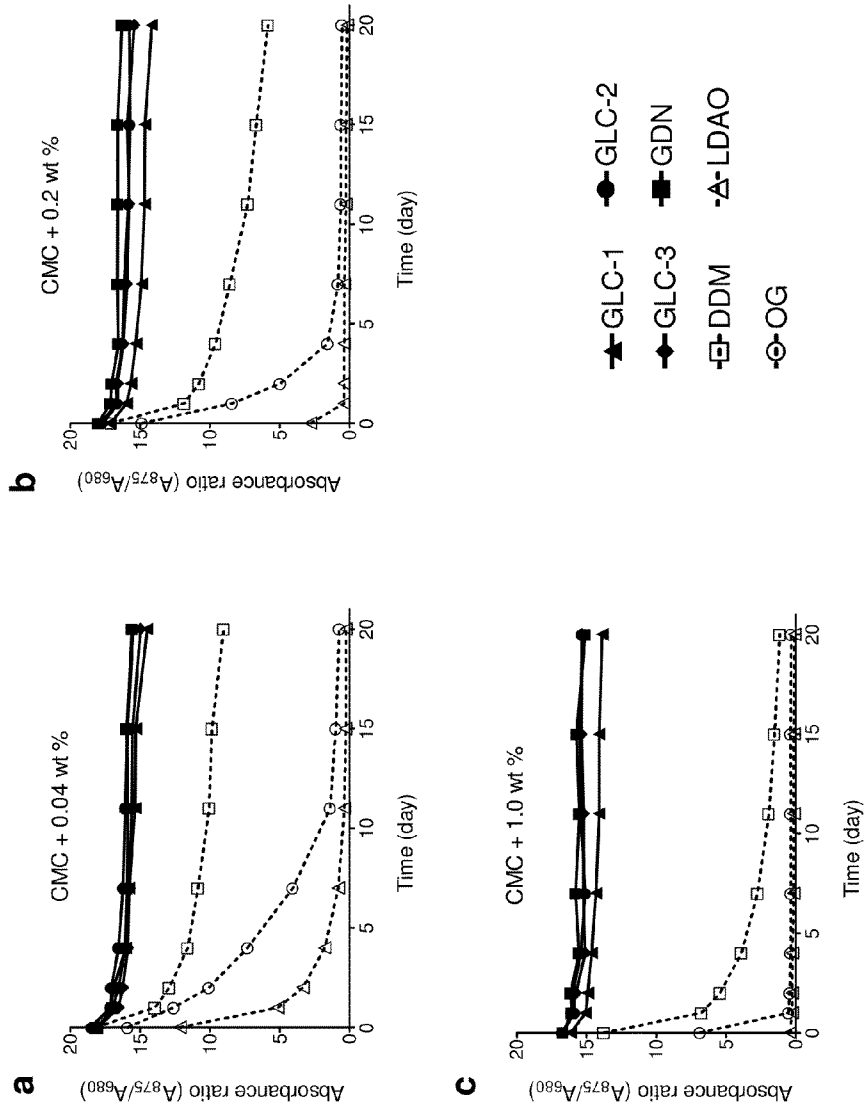 a
CMC + 0.04 wt %
Absorbance ratio (A875/A680)
20
15
10
5
0
0
5
10
15
20
Time (day)
b
CMC + 0.2 wt %
Absorbance ratio (A875/A680)
20
15
10
5
0
0
5
10
15
20
Time (day)
c
CMC + 1.0 wt %
Absorbance ratio (A875/A680)
20
15
10
5
0
0
5
10
15
20
Time (day)
GLC-1
GLC-2
GLC-3
GDN
DDM
LDAO
OG